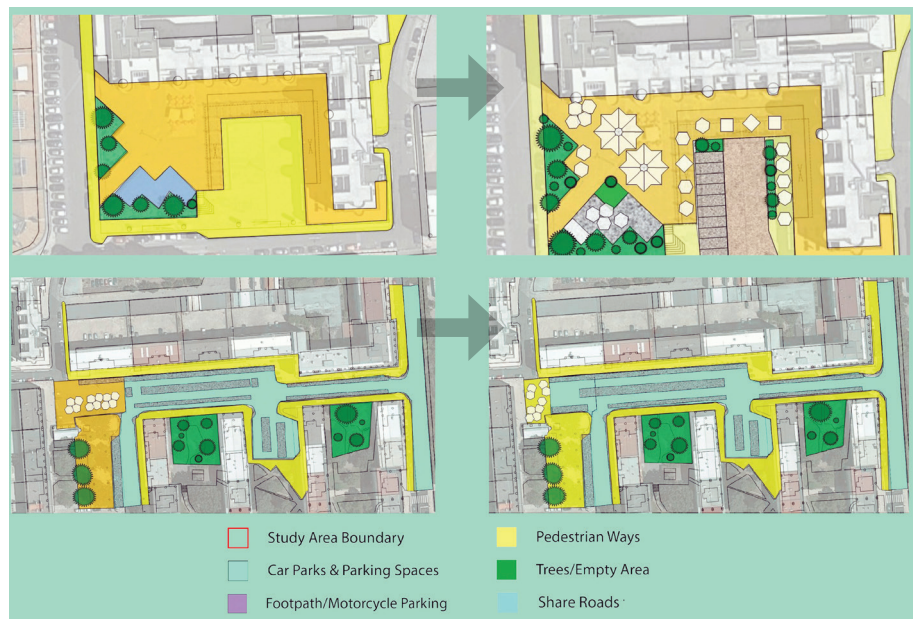 Study Area Boundary
Pedestrian Ways
Car Parks & Parking Spaces
Trees/Empty Area
Footpath/Motorcycle Parking
Share Roads